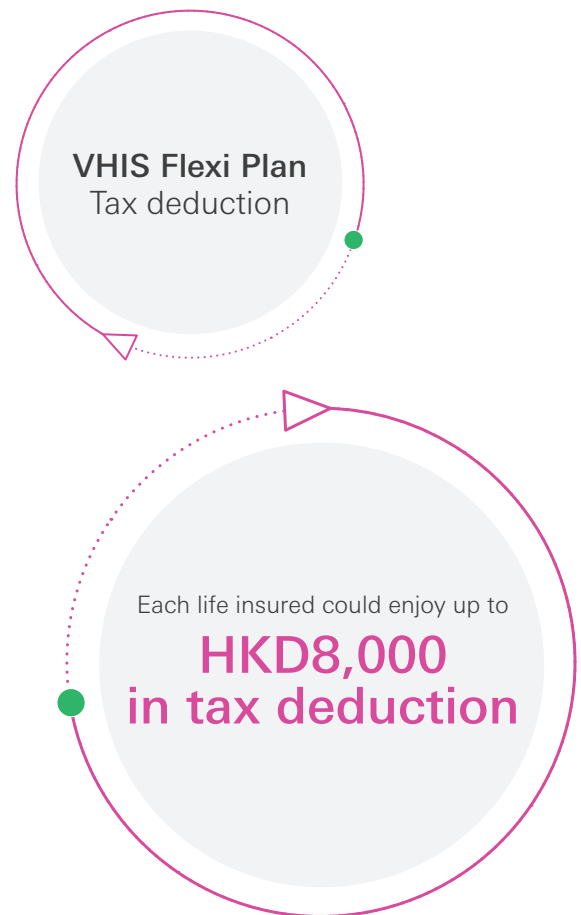 VHIS Flexi Plan
Tax deduction
Each life insured could enjoy up to
HKD8,000
in tax deduction